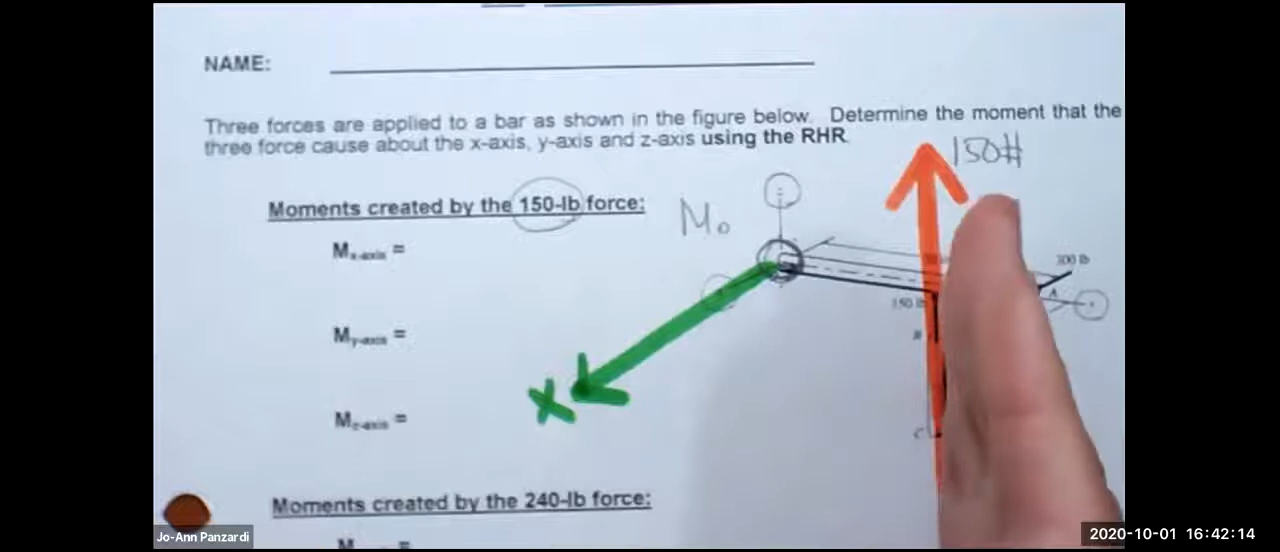 NAME:
Three forces are applied to a bar as shown in the figure below. Determine the moment that the
three force cause about the x-axis, y-axis and z-axis using the RHR
150#
Moments created by the 150-lb force:
Mo
Mx-axis =
150 lb
A
My-axis =
X
Mz-axis =
C
Moments created by the 240-lb force:
Jo-Ann Panzardi
2020-10-01 16:42:14